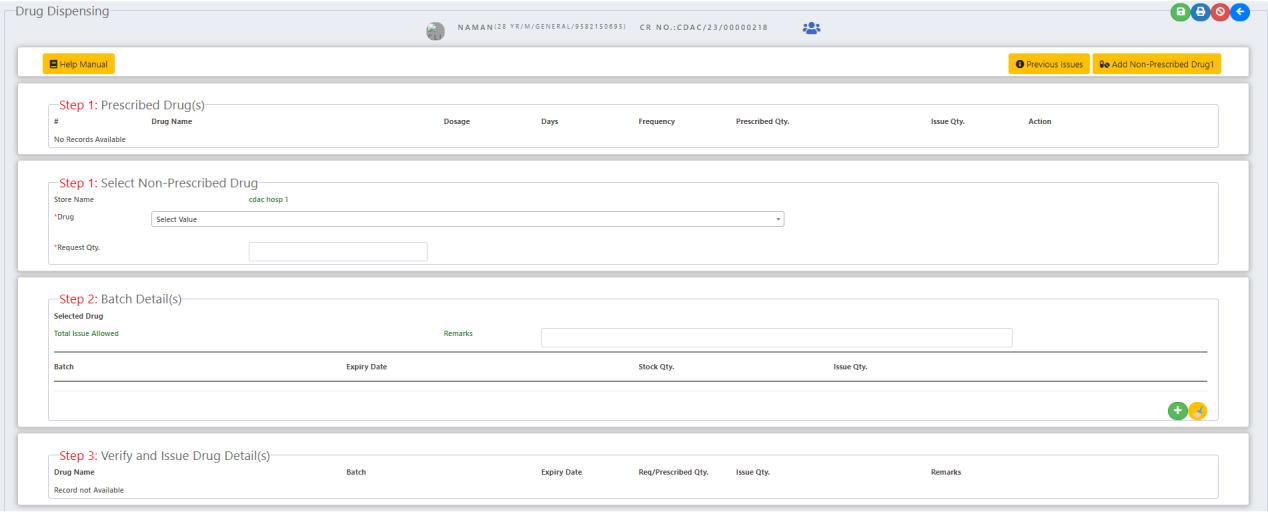 Drug Dispensing
NAMAN(28 YR/M/GENERAL/9582150695) CR NO.:CDAC/23/00000218
Help Manual
Previous Issues
Add Non-Prescribed Drug1
Step 1: Prescribed Drug(s)
# Drug Name Dosage Days Frequency Prescribed Qty. Issue Qty. Action
No Records Available
Step 1: Select Non-Prescribed Drug
Store Name cdac hosp 1
*Drug Select Value
*Request Qty.
Step 2: Batch Detail(s)
Selected Drug
Total Issue Allowed Remarks
Batch Expiry Date Stock Qty. Issue Qty.
Step 3: Verify and Issue Drug Detail(s)
Drug Name Batch Expiry Date Req/Prescribed Qty. Issue Qty. Remarks
Record not Available